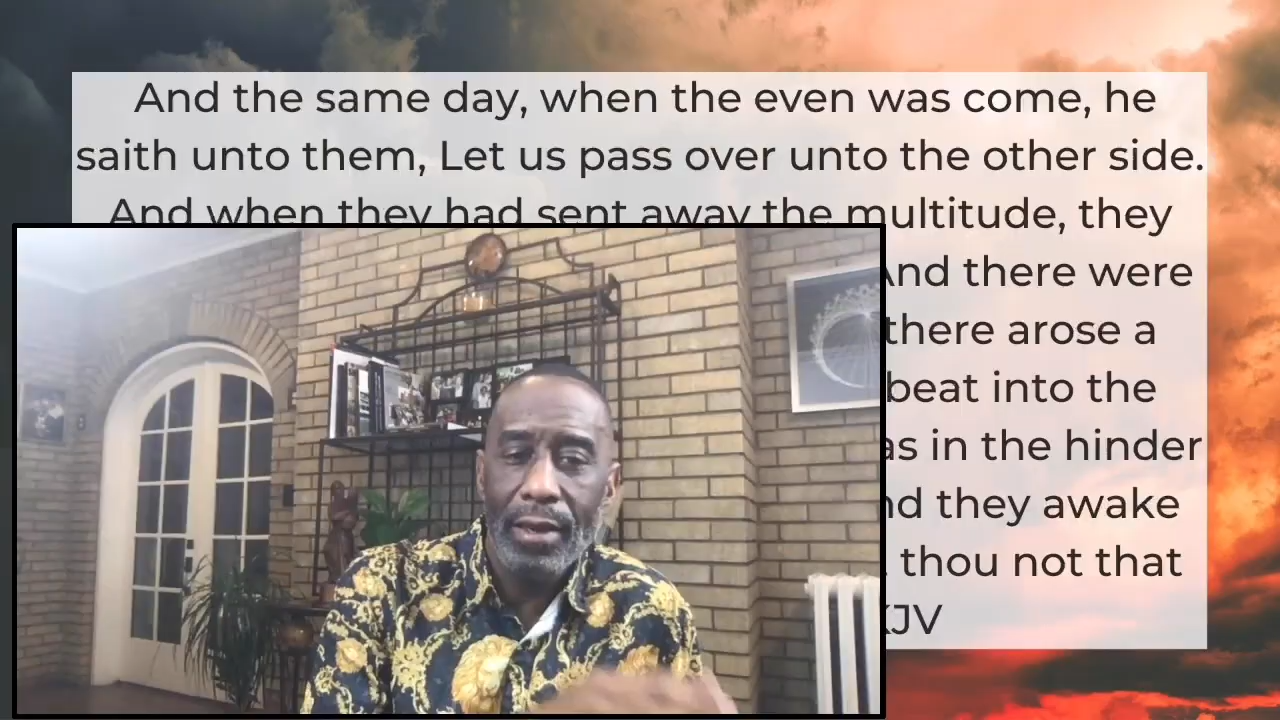 And the same day, when the even was come, he
saith unto them, Let us pass over unto the other side.
And when they had sent away the multitude, they
And there were
there arose a
beat into the
in the hinder
they awake
thou not that
KJV